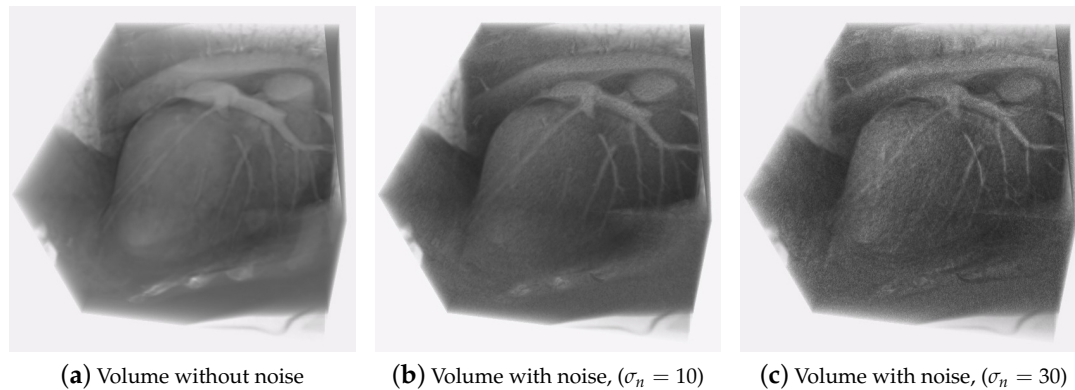 (a) Volume without noise
(b) Volume with noise, (σn = 10)
(c) Volume with noise, (σn = 30)